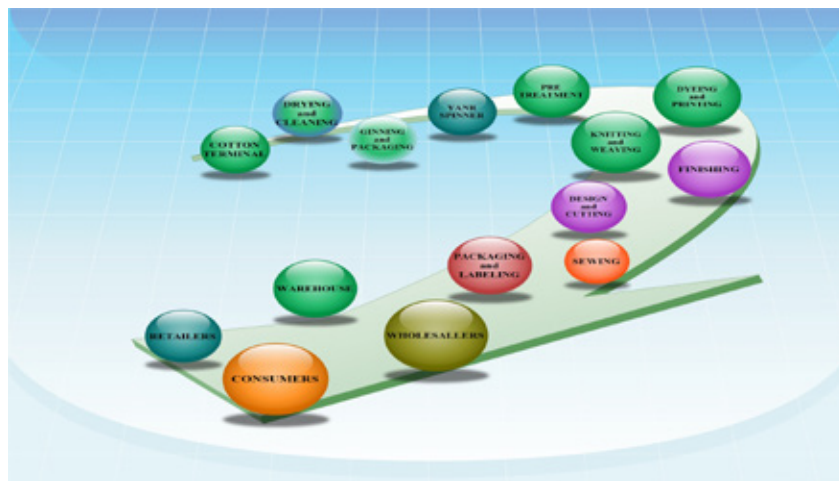 COTTON
TERMINAL
DRYING
and
CLEANING
GINNING
and
PACKAGING
YANR
SPINNER
PRE
TREATMENT
DYEING
and
PRINTING
KNITTING
and
WEAVING
FINISHING
DESIGN
and
CUTTING
SEWING
PACKAGING
and
LABELING
WAREHOUSE
WHOLESALLERS
RETAILERS
CONSUMERS